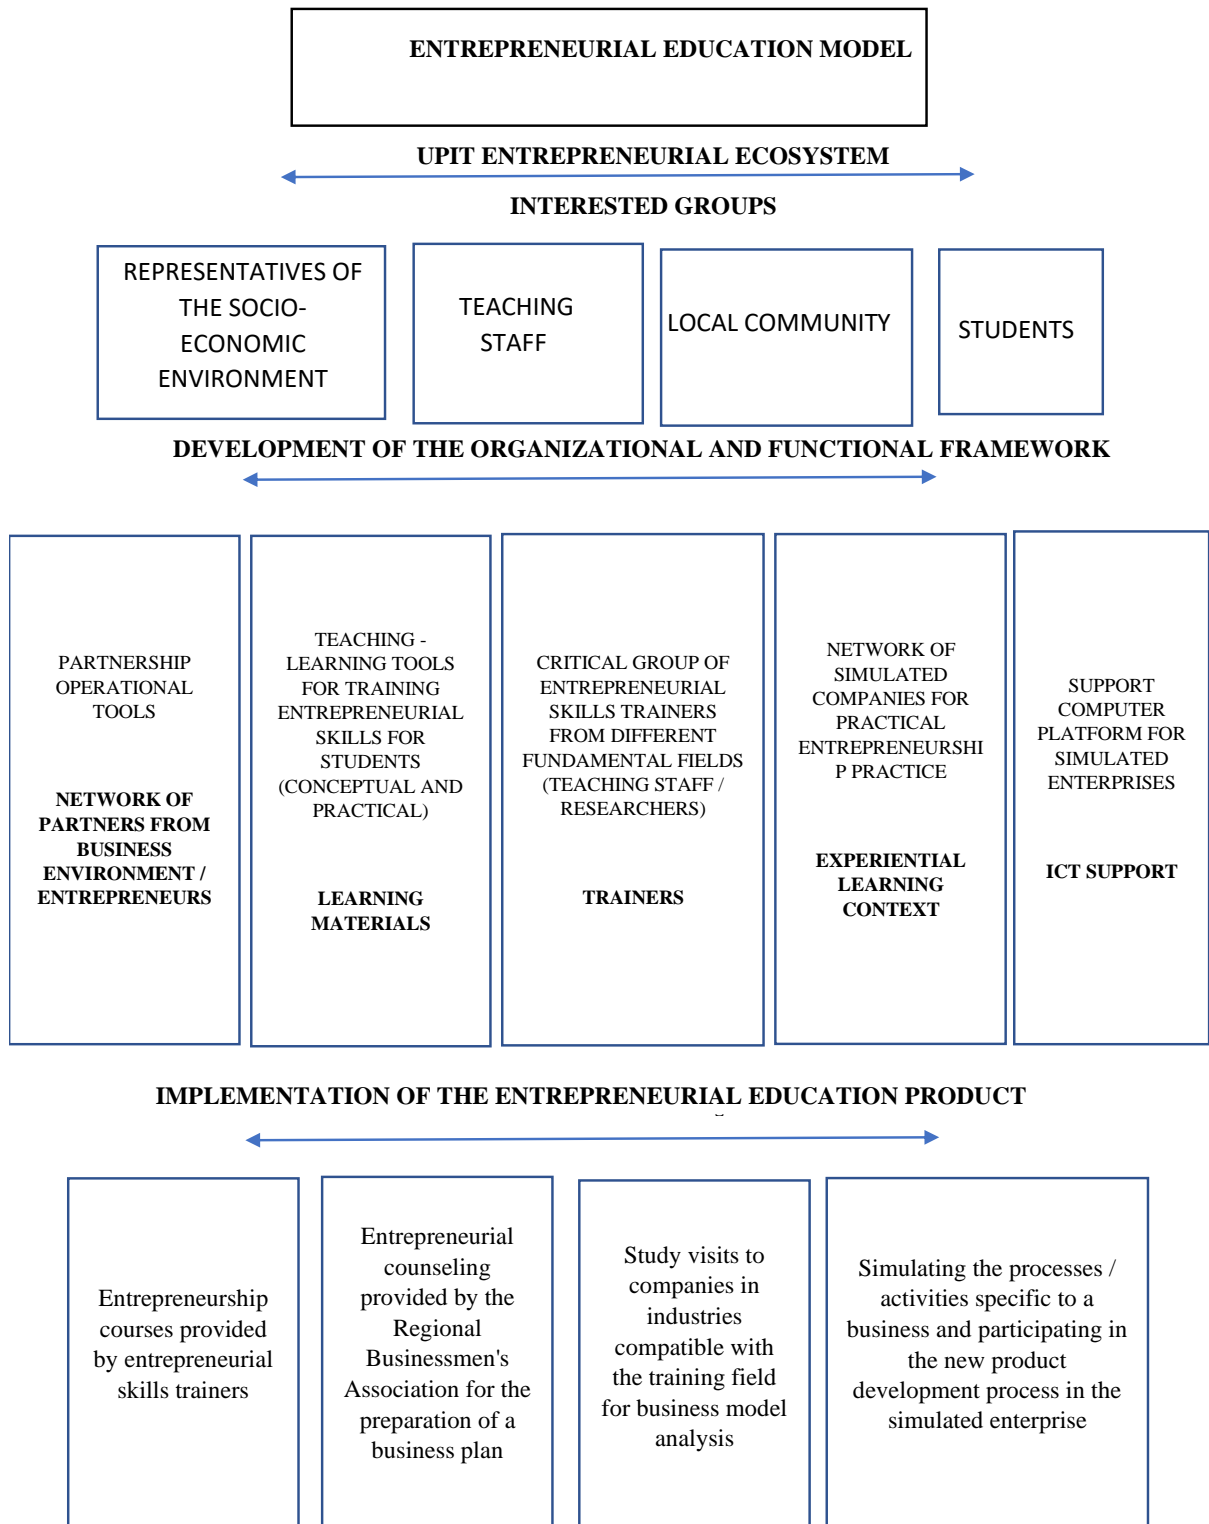 ENTREPRENEURIAL EDUCATION MODEL
UPIT ENTREPRENEURIAL ECOSYSTEM
INTERESTED GROUPS
REPRESENTATIVES OF
THE SOCIO-
ECONOMIC
ENVIRONMENT
TEACHING
STAFF
LOCAL COMMUNITY
STUDENTS
DEVELOPMENT OF THE ORGANIZATIONAL AND FUNCTIONAL FRAMEWORK
PARTNERSHIP
OPERATIONAL
TOOLS
NETWORK OF
PARTNERS FROM
BUSINESS
ENVIRONMENT /
ENTREPRENEURS
TEACHING -
LEARNING TOOLS
FOR TRAINING
ENTREPRENEURIAL
SKILLS FOR
STUDENTS
(CONCEPTUAL AND
PRACTICAL)
LEARNING
MATERIALS
CRITICAL GROUP OF
ENTREPRENEURIAL
SKILLS TRAINERS
FROM DIFFERENT
FUNDAMENTAL FIELDS
(TEACHING STAFF /
RESEARCHERS)
TRAINERS
NETWORK OF
SIMULATED
COMPANIES FOR
PRACTICAL
ENTREPRENEURSHI
P PRACTICE
EXPERIENTIAL
LEARNING
CONTEXT
SUPPORT
COMPUTER
PLATFORM FOR
SIMULATED
ENTERPRISES
ICT SUPPORT
IMPLEMENTATION OF THE ENTREPRENEURIAL EDUCATION PRODUCT
Entrepreneurship
courses provided
by entrepreneurial
skills trainers
Entrepreneurial
counseling
provided by the
Regional
Businessmen's
Association for the
preparation of a
business plan
Study visits to
companies in
industries
compatible with
the training field
for business model
analysis
Simulating the processes /
activities specific to a
business and participating in
the new product
development process in the
simulated enterprise